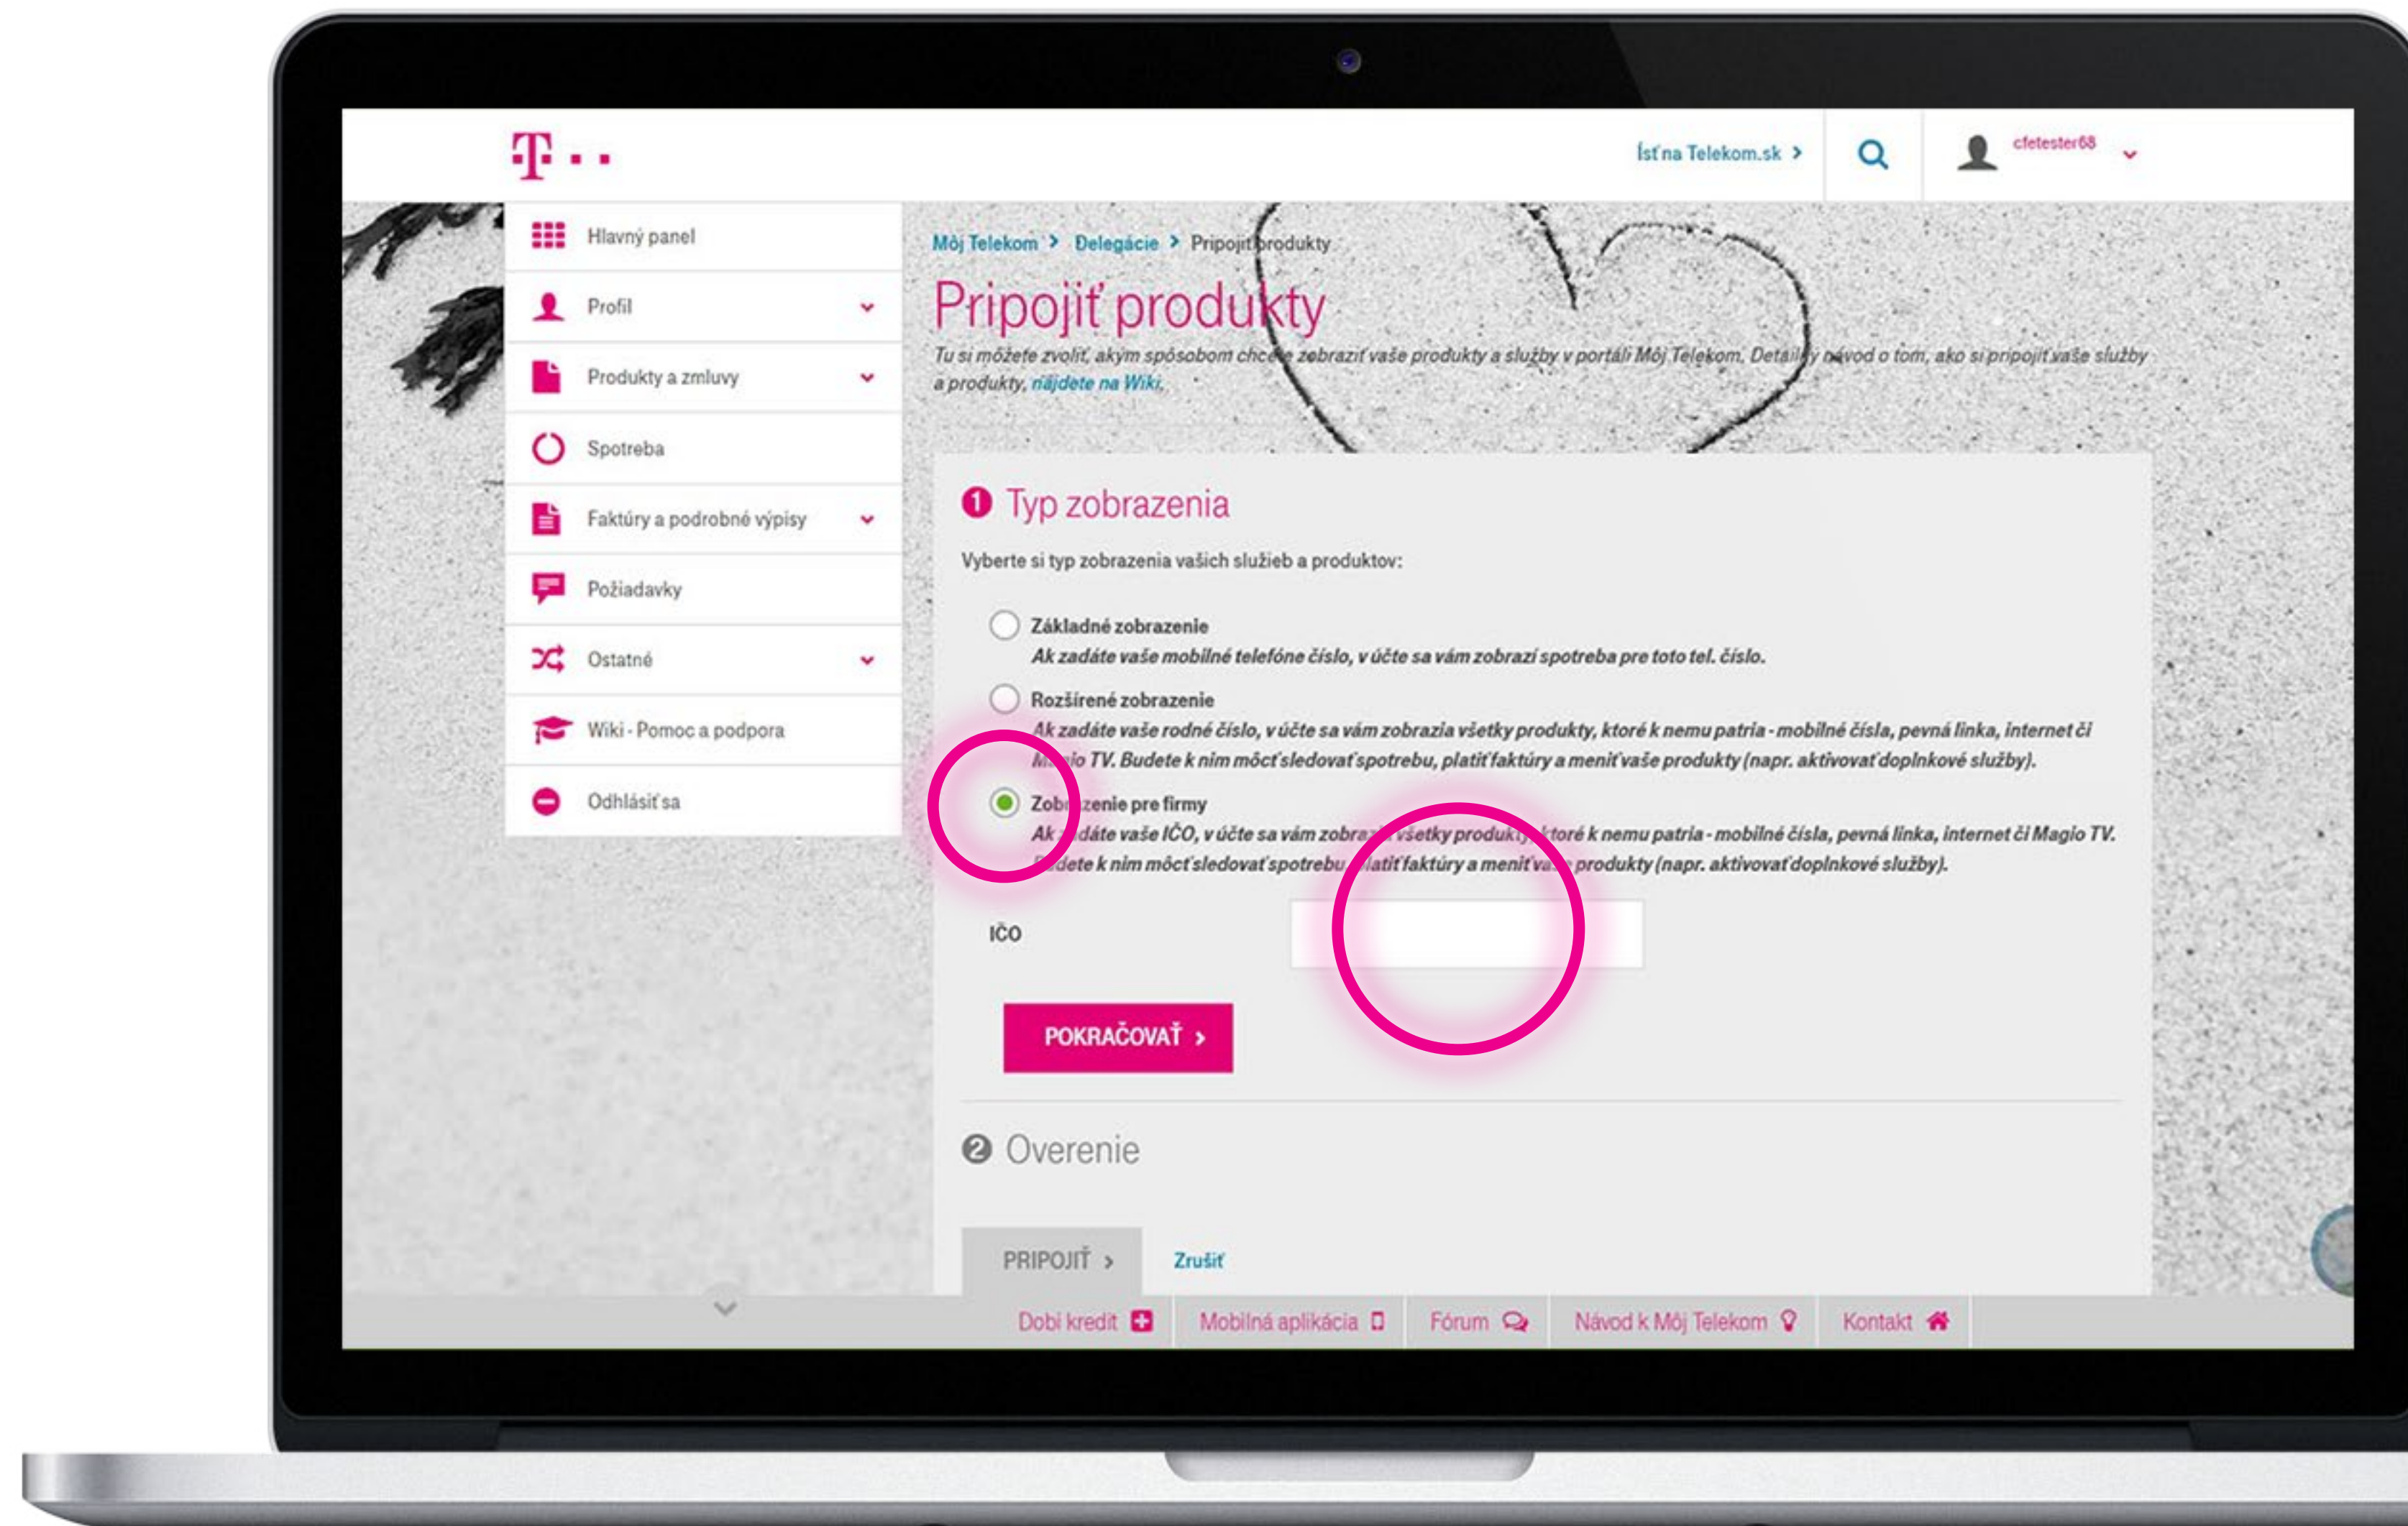 T
Ísť na Telekom.sk
cfetester68
Hlavný panel
Profil
Produkty a zmluvy
Spotreba
Faktúry a podrobné výpisy
Požiadavky
Ostatné
Wiki - Pomoc a podpora
Odhlásiť sa
Môj Telekom > Delegácie > Pripojiť produkty
Pripojiť produkty
Tu si môžete zvoliť, akým spôsobom chcete zobraziť vaše produkty a služby v portáli Môj Telekom. Detailný návod o tom, ako si pripojiť vaše služby
a produkty, nájdete na Wiki.
1 Typ zobrazenia
Vyberte si typ zobrazenia vašich služieb a produktov:
Základné zobrazenie
Ak zadáte vaše mobilné telefóne číslo, v účte sa vám zobrazí spotreba pre toto tel. číslo.
Rozšírené zobrazenie
Ak zadáte vaše rodné číslo, v účte sa vám zobrazia všetky produkty, ktoré k nemu patria - mobilné čísla, pevná linka, internet či
Magio TV. Budete k nim môcť sledovať spotrebu, platiť faktúry a meniť vaše produkty (napr. aktivovať doplnkové služby).
Zobrazenie pre firmy
Ak zadáte vaše IČO, v účte sa vám zobrazia všetky produkty, ktoré k nemu patria - mobilné čísla, pevná linka, internet či Magio TV.
Budete k nim môcť sledovať spotrebu, platiť faktúry a meniť vaše produkty (napr. aktivovať doplnkové služby).
IČO
POKRAČOVAŤ >
2 Overenie
PRIPOJIŤ > Zrušiť
Dobi kredit Mobilná aplikácia Fórum Návod k Môj Telekom Kontakt